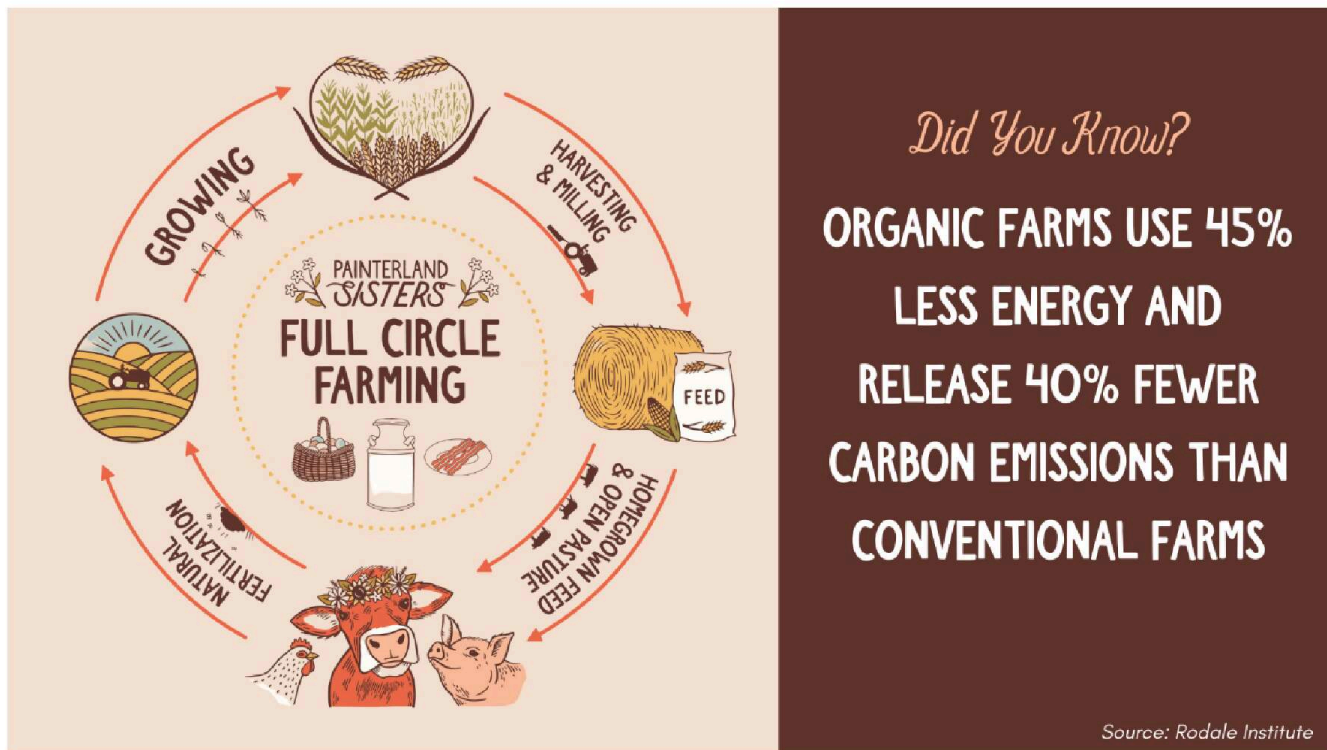 GROWING
HARVESTING
& MILLING
PAINTERLAND
SISTERS
FULL CIRCLE
FARMING
FEED
HOMEGROWN FEED
& OPEN PASTURE
NATURAL
FERTILIZATION
Did You Know?
ORGANIC FARMS USE 45%
LESS ENERGY AND
RELEASE 40% FEWER
CARBON EMISSIONS THAN
CONVENTIONAL FARMS
Source: Rodale Institute